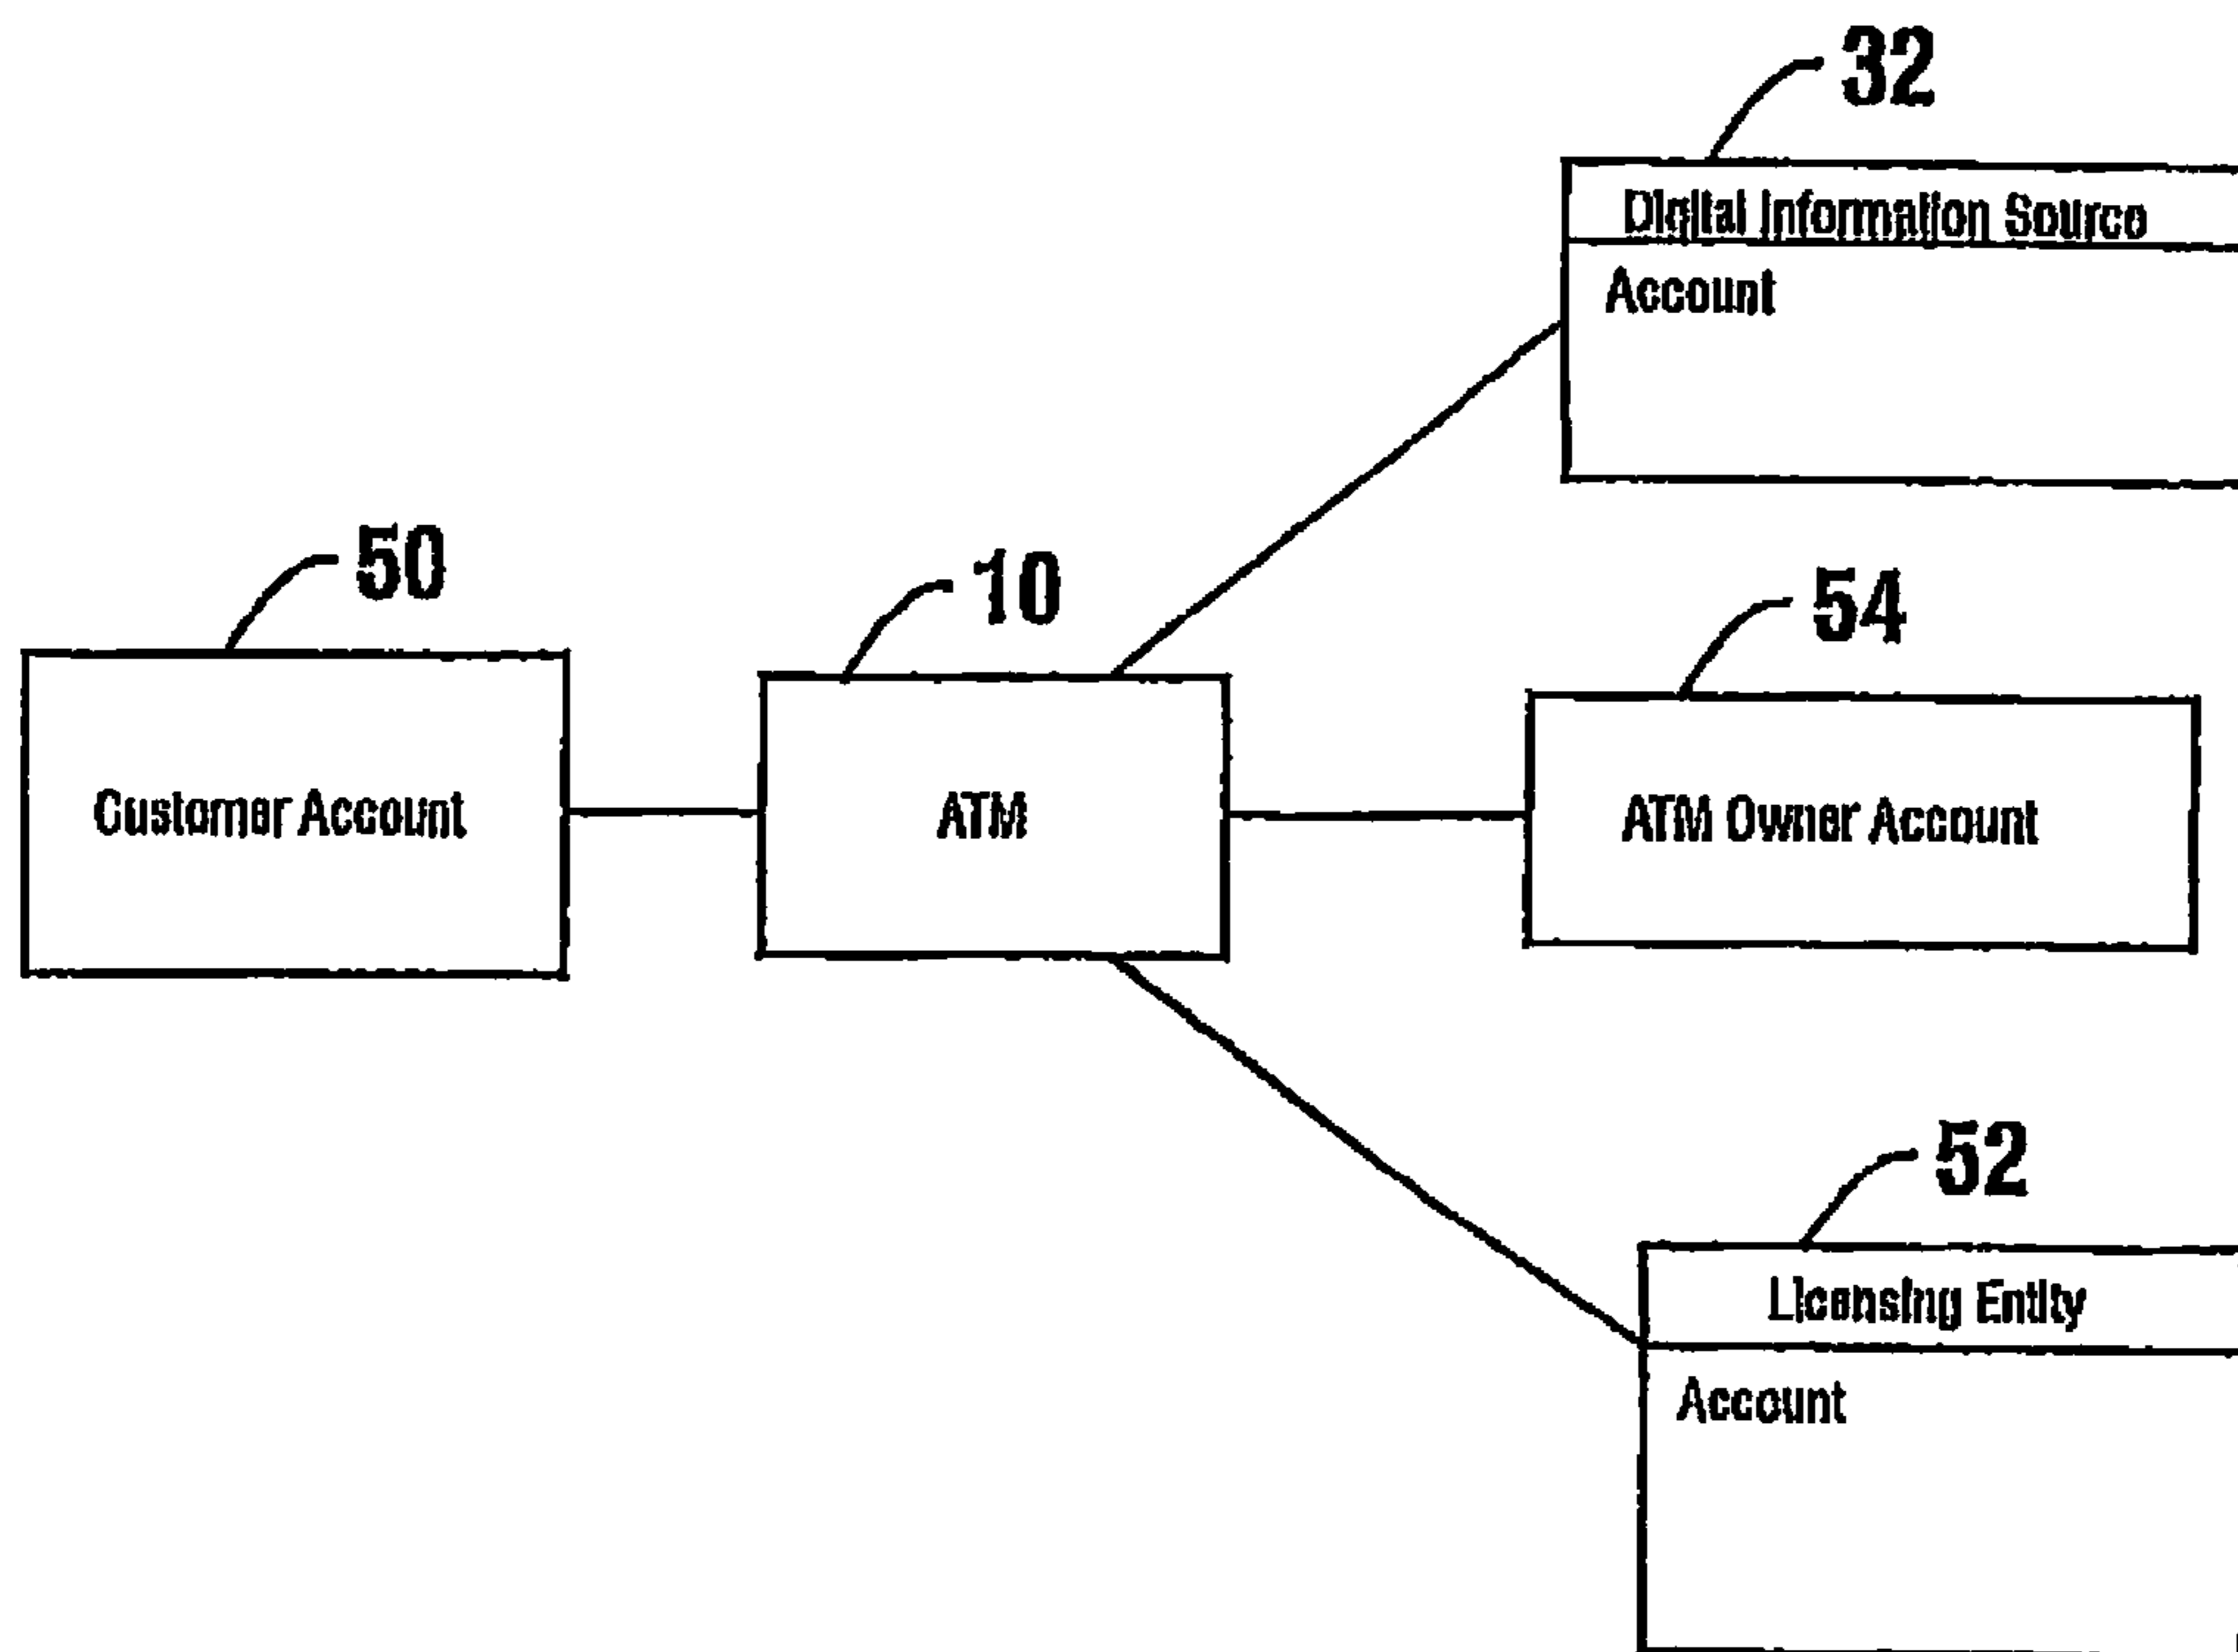 32
Digital Information Source
Account
50
10
54
Customer Account
ATM
ATM Owner Account
52
Licensing Entity
Account